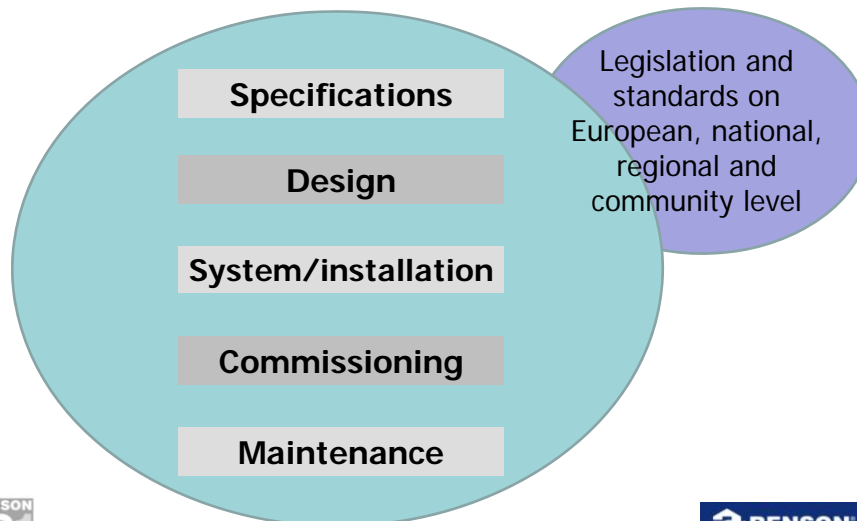 Specifications
Design
System/installation
Commissioning
Maintenance
Legislation and
standards on
European, national,
regional and
community level